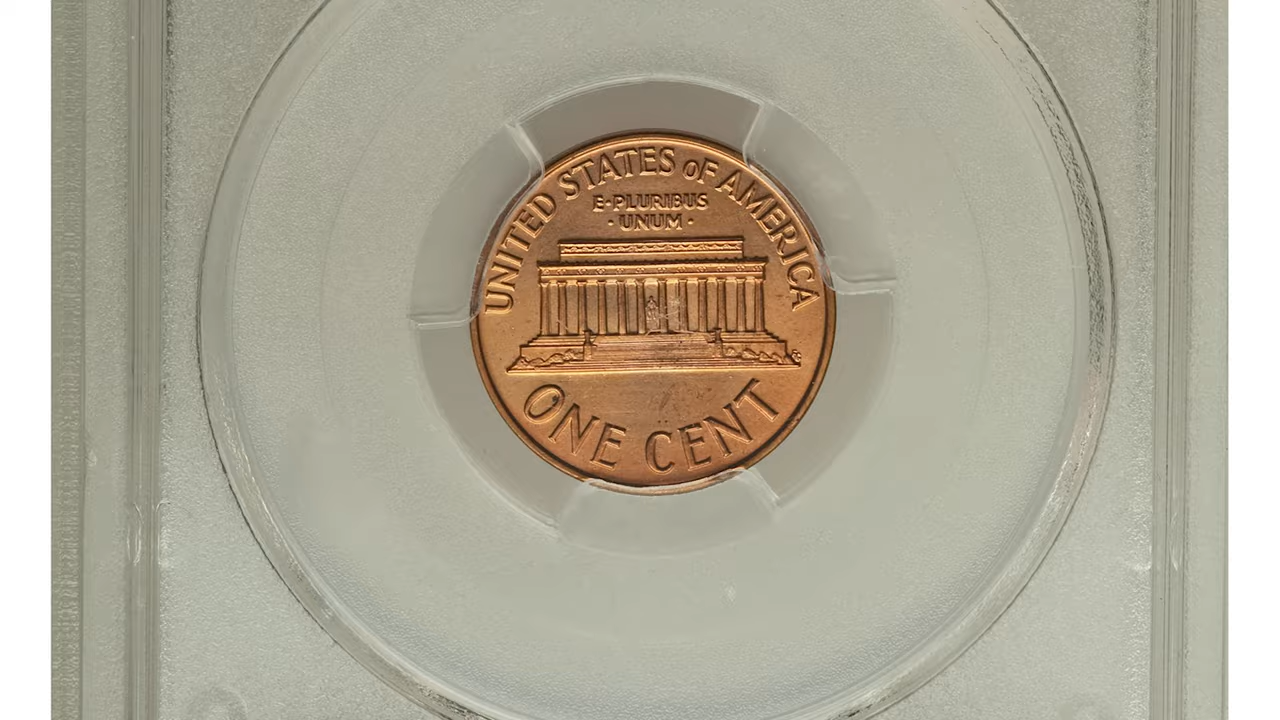 UNITED STATES oF AMERICA
E·PLURIBUS
·UNUM·
ONE CENT